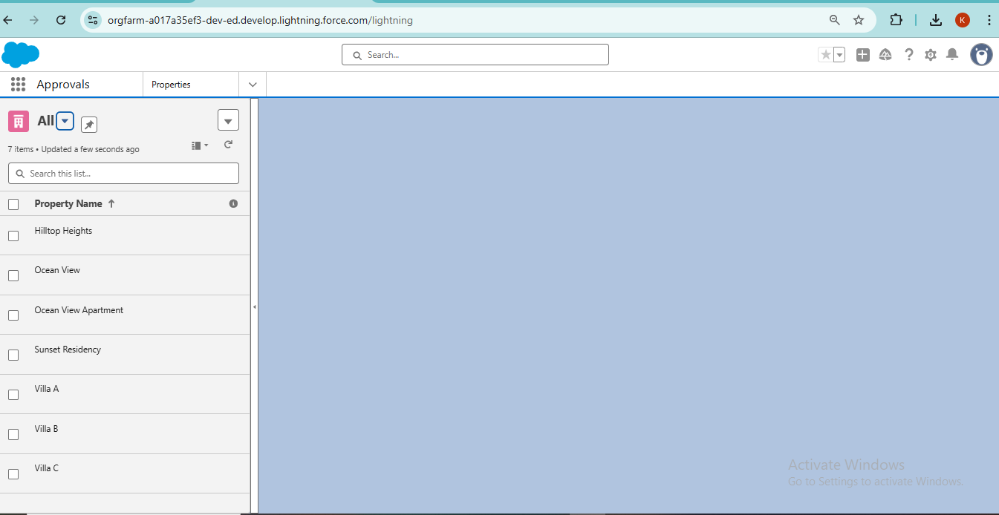 orgfarm-a017a35ef3-dev-ed.develop.lightning.force.com/lightning
K
Search...
Approvals
Properties
All
7 items • Updated a few seconds ago
Search this list...
Property Name
Hilltop Heights
Ocean View
Ocean View Apartment
Sunset Residency
Villa A
Villa B
Villa C
Activate Windows
Go to Settings to activate Windows.